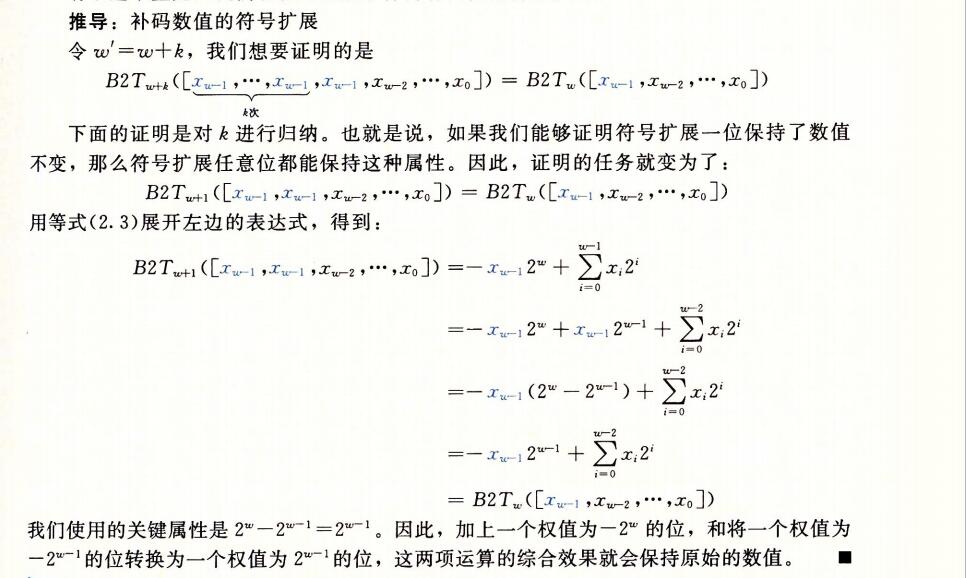 推导：补码数值的符号扩展
令 w′=w+k，我们想要证明的是
B2T_{w+k}([x_{w-1},⋯,x_{w-1},x_{w-1},x_{w-2},⋯,x_0]) = B2T_w([x_{w-1},x_{w-2},⋯,x_0])
k次
下面的证明是对 k 进行归纳。也就是说，如果我们能够证明符号扩展一位保持了数值
不变，那么符号扩展任意位都能保持这种属性。因此，证明的任务就变为了：
B2T_{w+1}([x_{w-1},x_{w-1},x_{w-2},⋯,x_0]) = B2T_w([x_{w-1},x_{w-2},⋯,x_0])
用等式(2.3)展开左边的表达式，得到：
B2T_{w+1}([x_{w-1},x_{w-1},x_{w-2},⋯,x_0]) =-x_{w-1}2^w + ∑_{i=0}^{w-1} x_i2^i
=-x_{w-1}2^w + x_{w-1}2^{w-1} + ∑_{i=0}^{w-2} x_i2^i
=-x_{w-1}(2^w - 2^{w-1}) + ∑_{i=0}^{w-2} x_i2^i
=-x_{w-1}2^{w-1} + ∑_{i=0}^{w-2} x_i2^i
= B2T_w([x_{w-1},x_{w-2},⋯,x_0])
我们使用的关键属性是 2^w-2^{w-1}=2^{w-1}。因此，加上一个权值为-2^w 的位，和将一个权值为
-2^{w-1}的位转换为一个权值为 2^{w-1}的位，这两项运算的综合效果就会保持原始的数值。 ■